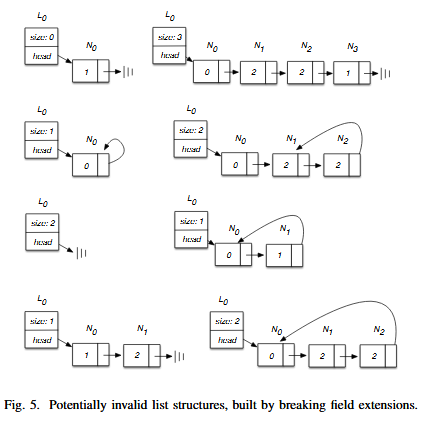 L0 L0
size: 0 size: 3
head N0 head N0 N1 N2 N3
1 0 2 2 1
L0 L0
size: 1 N0 size: 2 N0 N1 N2
head head
0 0 2 2
L0 L0
size: 2 size: 1 N0 N1
head head
0 1
L0 L0
size: 1 N0 N1 size: 2 N0 N1 N2
head head
1 2 0 2 2
Fig. 5. Potentially invalid list structures, built by breaking field extensions.